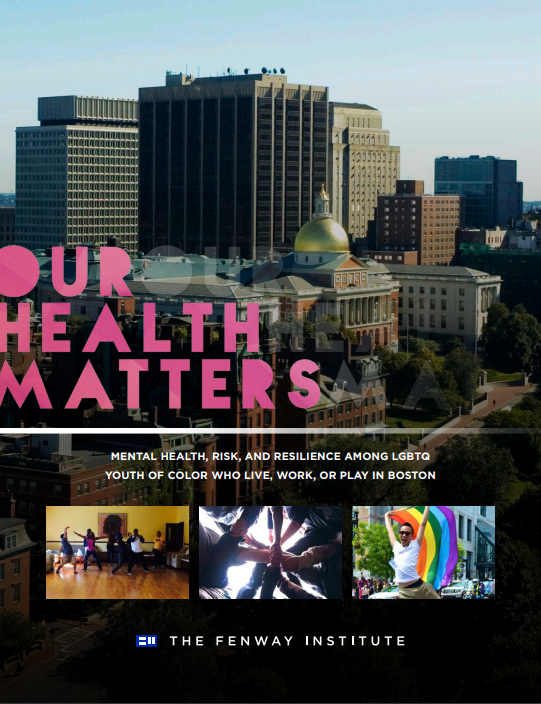 OUR
HEALTH
MATTERS
MENTAL HEALTH, RISK, AND RESILIENCE AMONG LGBTQ
YOUTH OF COLOR WHO LIVE, WORK, OR PLAY IN BOSTON
THE FENWAY INSTITUTE